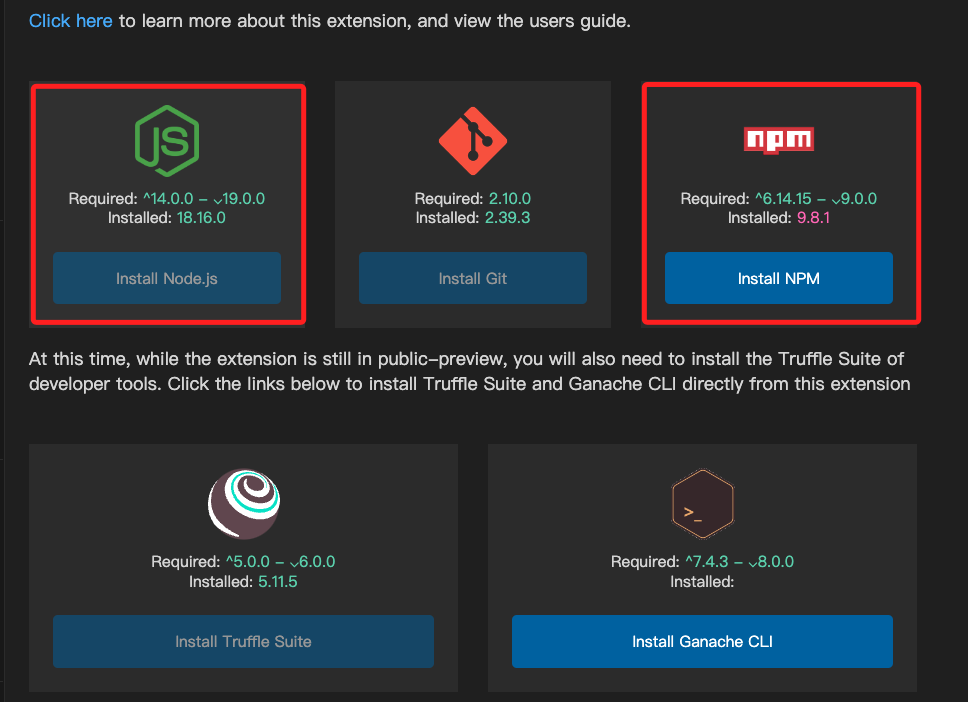 Click here to learn more about this extension, and view the users guide.
JS
Required: ^14.0.0 – ⌄19.0.0
Installed: 18.16.0
Install Node.js
Required: 2.10.0
Installed: 2.39.3
Install Git
npm
Required: ^6.14.15 – ⌄9.0.0
Installed: 9.8.1
Install NPM
At this time, while the extension is still in public-preview, you will also need to install the Truffle Suite of
developer tools. Click the links below to install Truffle Suite and Ganache CLI directly from this extension
Required: ^5.0.0 – ⌄6.0.0
Installed: 5.11.5
Install Truffle Suite
>_
Required: ^7.4.3 – ⌄8.0.0
Installed:
Install Ganache CLI